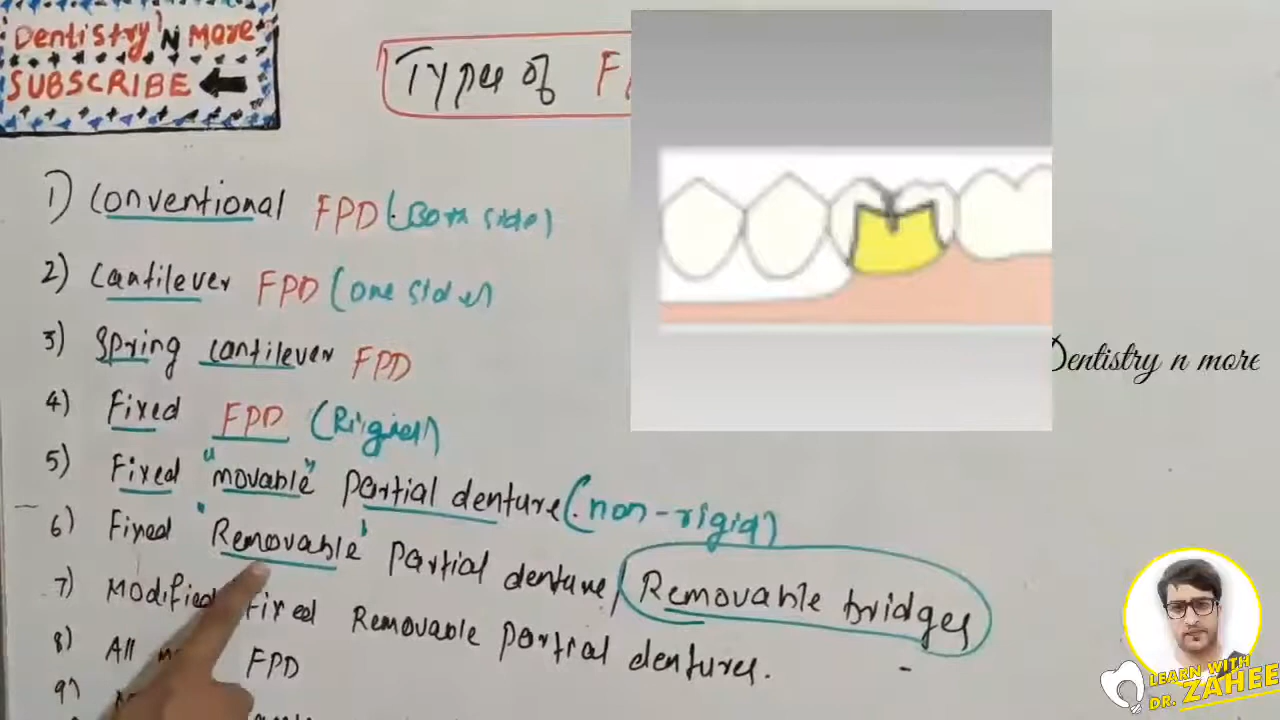 Dentistry 'N More
SUBSCRIBE
Types of F
1) Conventional FPD (Both side)
2) Cantilever FPD (one side)
3) Spring cantilever FPD
4) Fixed FPD (Rigid)
5) Fixed "movable" partial denture (non-rigid)
6) Fixed "Removable" partial denture, Removable bridges
7) Modified Fixed Removable partial dentures.
8) All FPD
9)
Dentistry n more
LEARN WITH
DR. ZAHEE